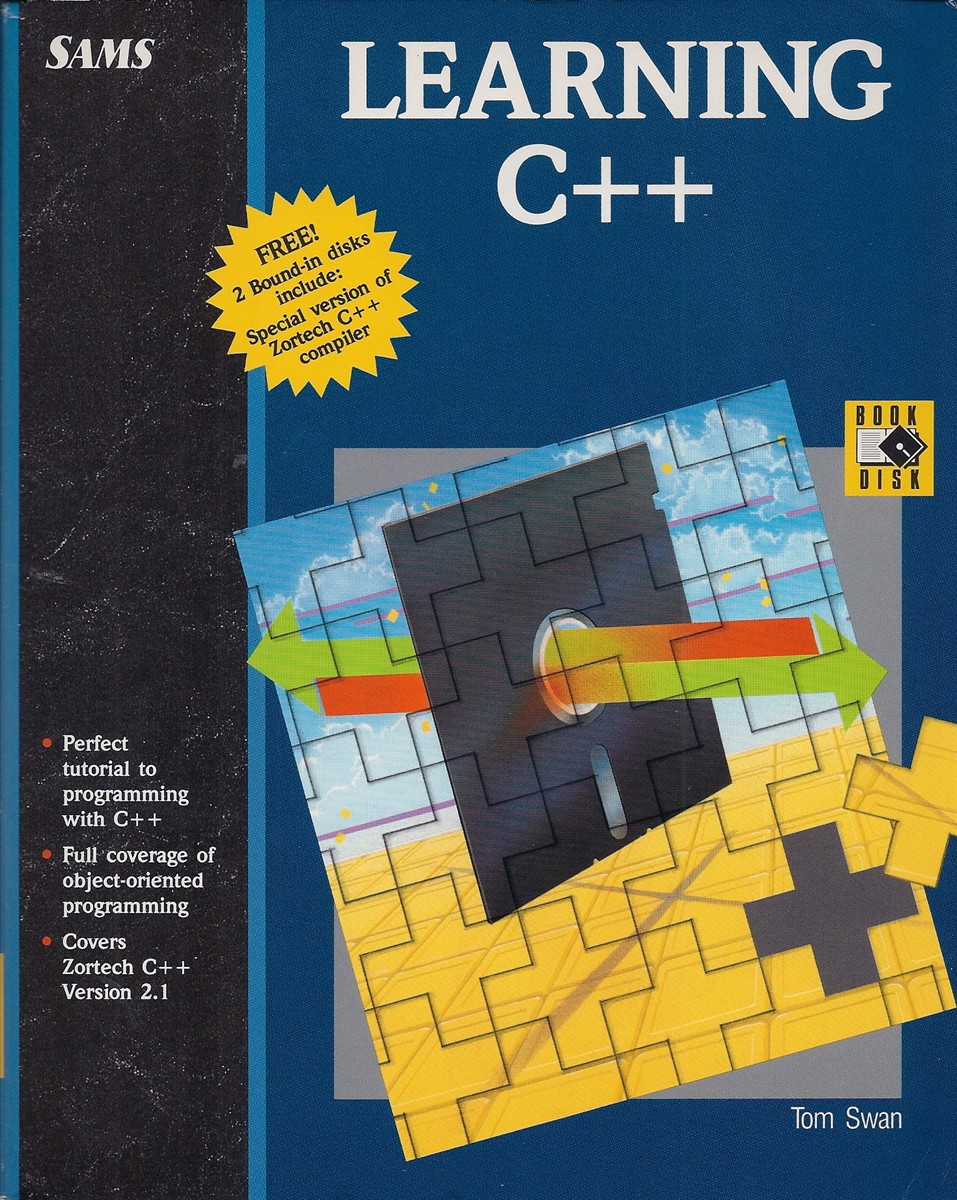 SAMS
LEARNING
C++
FREE!
2 Bound-in disks
include:
Special version of
Zortech C++
compiler
BOOK
DISK
• Perfect
tutorial to
programming
with C++
• Full coverage of
object-oriented
programming
• Covers
Zortech C++
Version 2.1
Tom Swan